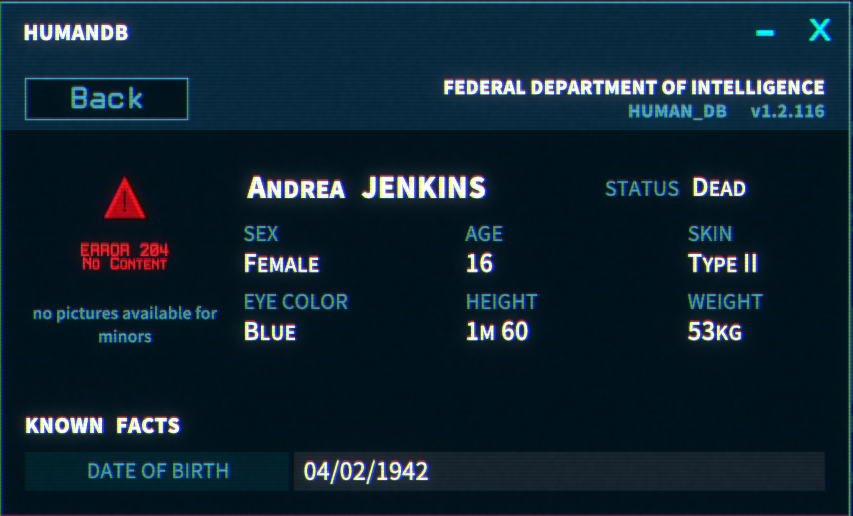 HUMANDB
– X
Back
FEDERAL DEPARTMENT OF INTELLIGENCE
HUMAN_DB v1.2.116
ANDREA JENKINS
STATUS DEAD
ERROR 204
NO CONTENT
no pictures available for
minors
SEX AGE SKIN
FEMALE 16 TYPE II
EYE COLOR HEIGHT WEIGHT
BLUE 1M 60 53KG
KNOWN FACTS
DATE OF BIRTH 04/02/1942